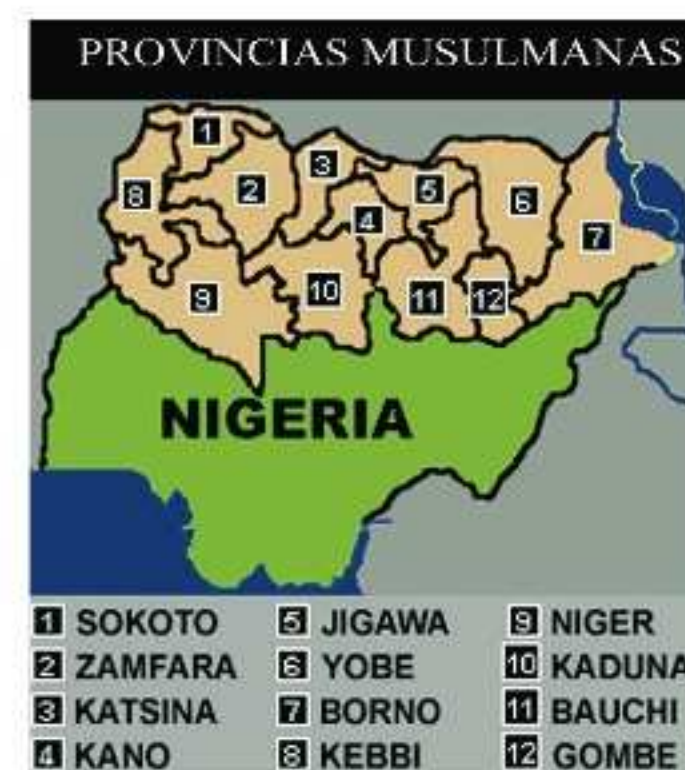 PROVINCIAS MUSULMANAS
1
2
3
4
5
6
7
8
9
10
11
12
NIGERIA
1 SOKOTO
2 ZAMFARA
3 KATSINA
4 KANO
5 JIGAWA
6 YOBE
7 BORNO
8 KEBBI
9 NIGER
10 KADUNA
11 BAUCHI
12 GOMBE